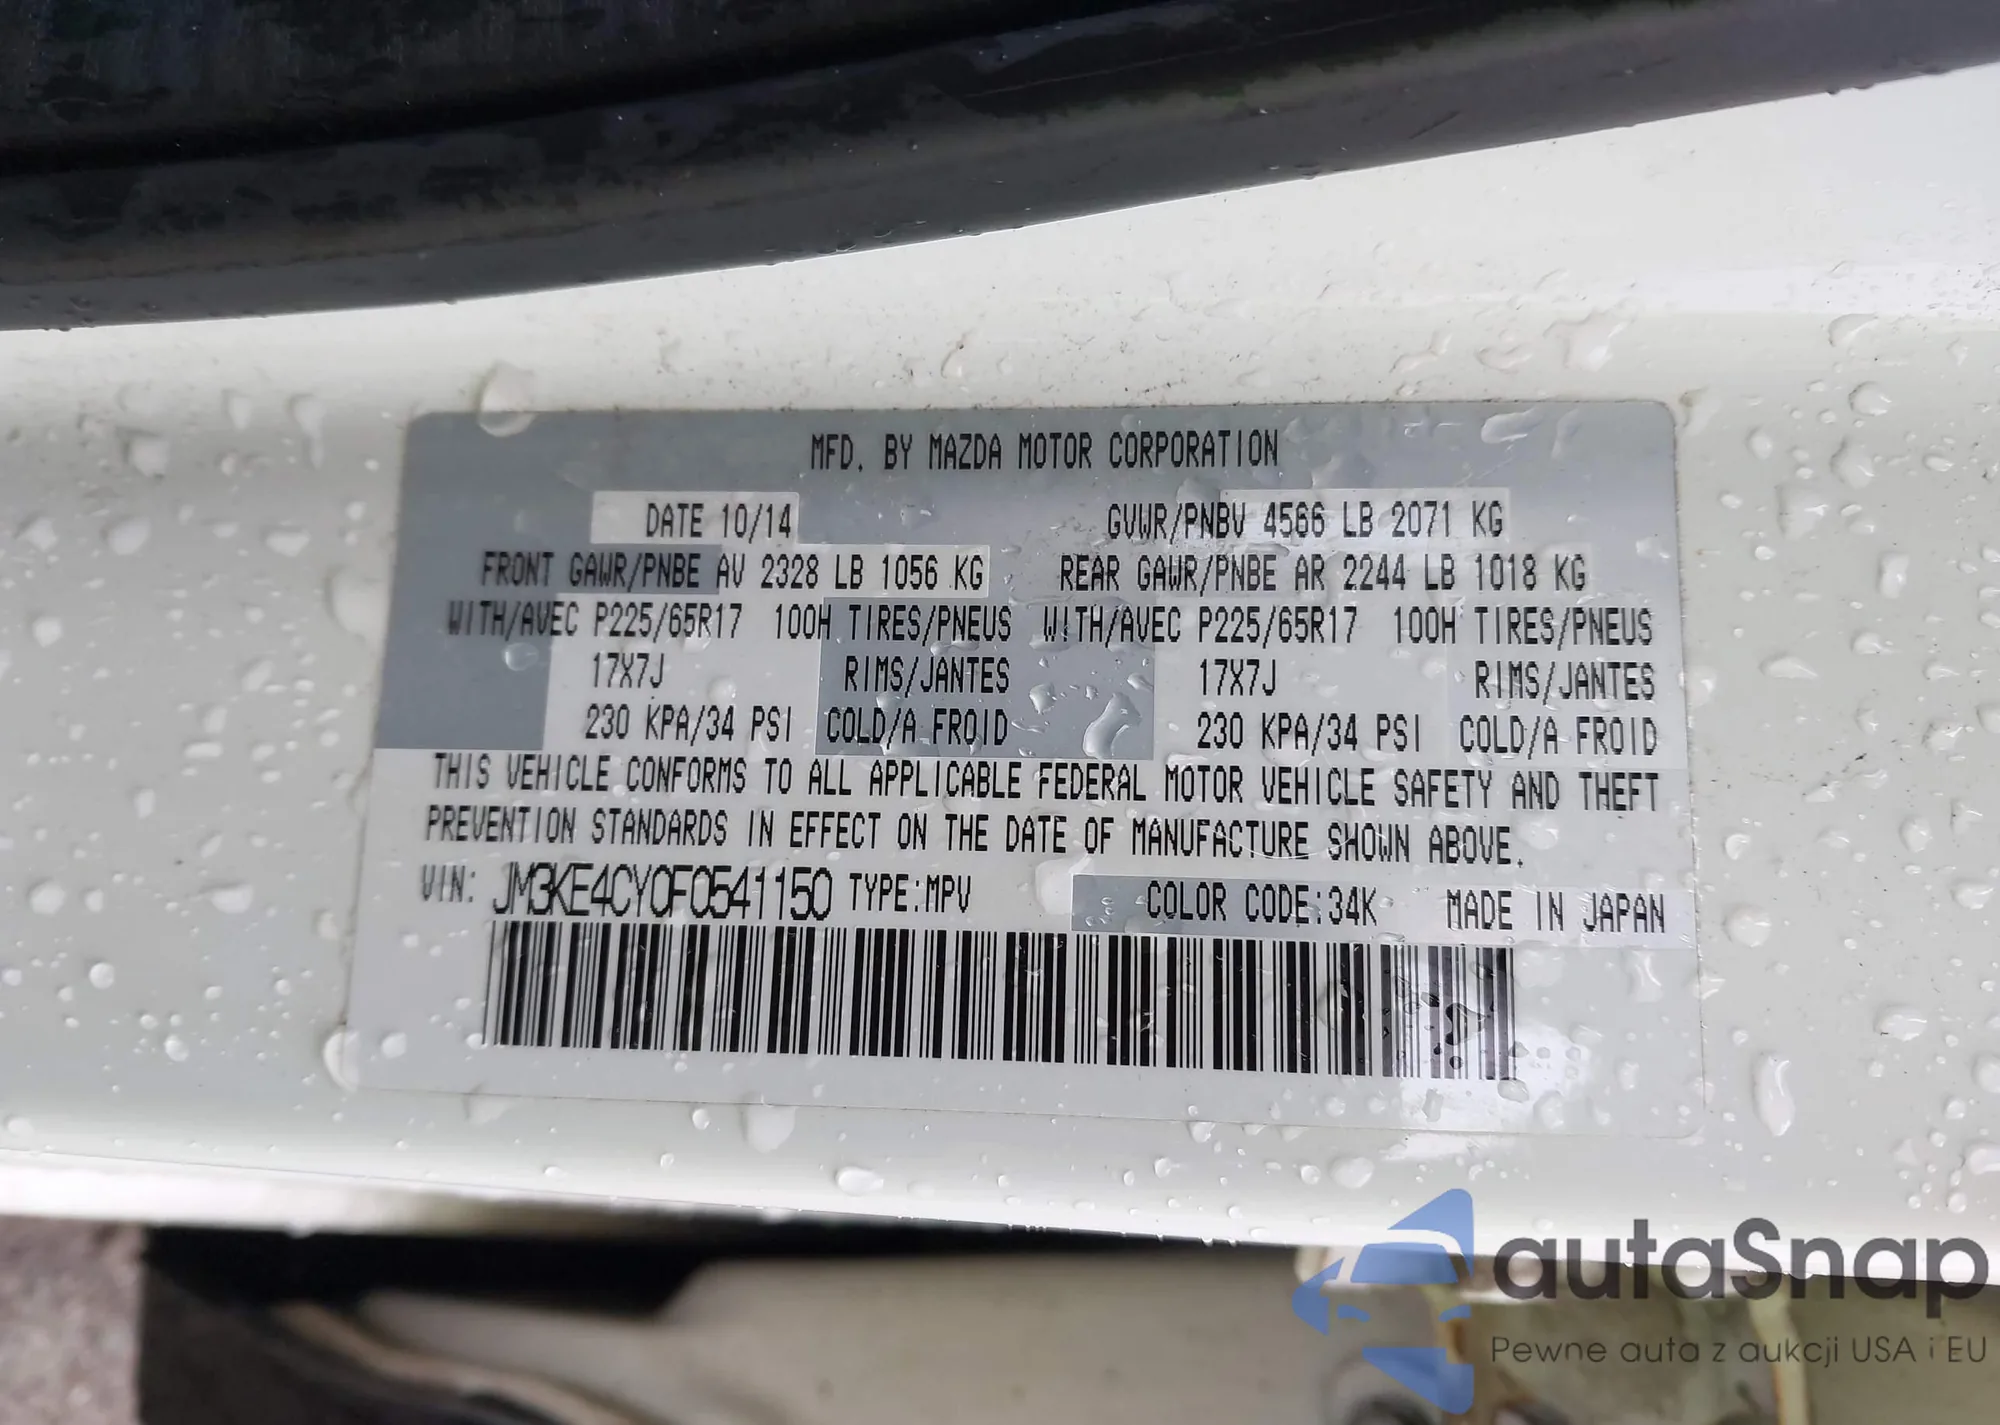 MFD. BY MAZDA MOTOR CORPORATION
DATE 10/14 GVWR/PNBV 4566 LB 2071 KG
FRONT GAWR/PNBE AV 2328 LB 1056 KG REAR GAWR/PNBE AR 2244 LB 1018 KG
WITH/AVEC P225/65R17 100H TIRES/PNEUS WITH/AVEC P225/65R17 100H TIRES/PNEUS
17X7J RIMS/JANTES 17X7J RIMS/JANTES
230 KPA/34 PSI COLD/A FROID 230 KPA/34 PSI COLD/A FROID
THIS VEHICLE CONFORMS TO ALL APPLICABLE FEDERAL MOTOR VEHICLE SAFETY AND THEFT
PREVENTION STANDARDS IN EFFECT ON THE DATE OF MANUFACTURE SHOWN ABOVE.
VIN: JM3KE4CY0F0541150 TYPE:MPV COLOR CODE:34K MADE IN JAPAN
autaSnap
Pewne auta z aukcji USA i EU